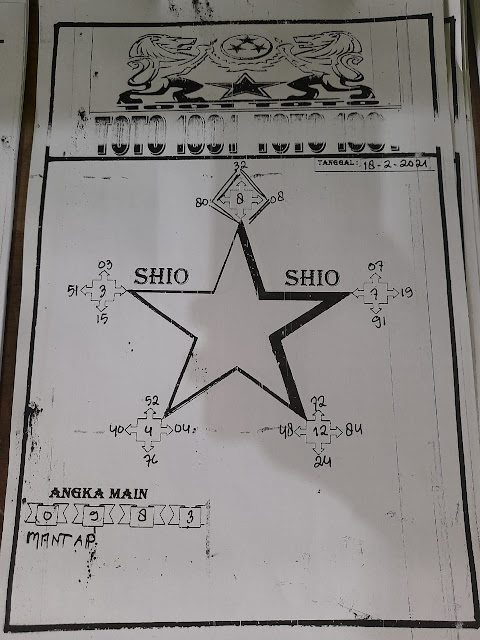 TOTO 1001 TOTO 1001
TANGGAL: 18-2-2021
32
80 8 08
SHIO SHIO
03
51 3
15
07
7 19
91
52
40 4 04
76
72
48 12 84
24
ANGKA MAIN
0 9 8 3
MANTAP